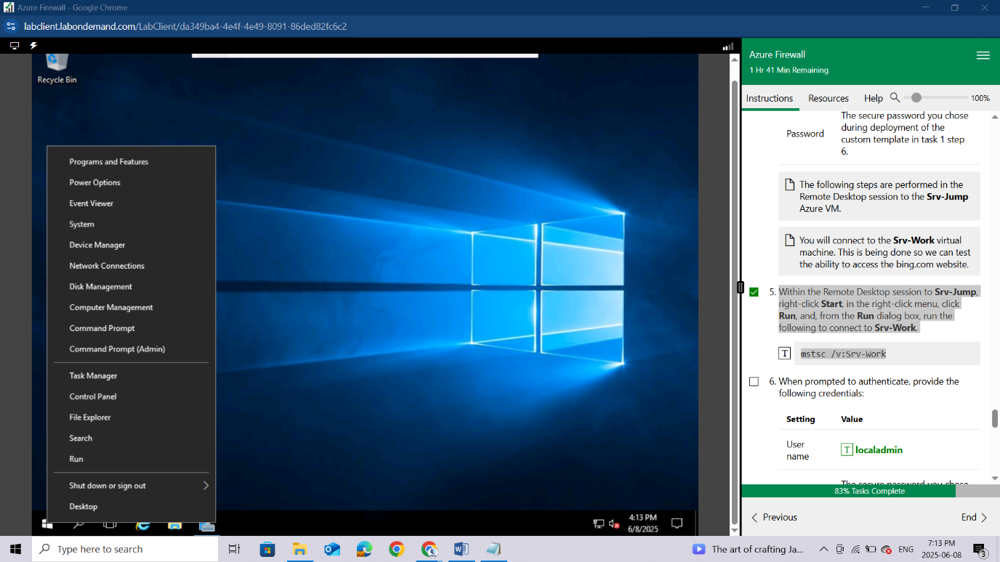 Azure Firewall - Google Chrome
labclient.labondemand.com/LabClient/da349ba4-4e4f-4e49-8091-86ded82fc6c2
Recycle Bin
Programs and Features
Power Options
Event Viewer
System
Device Manager
Network Connections
Disk Management
Computer Management
Command Prompt
Command Prompt (Admin)
Task Manager
Control Panel
File Explorer
Search
Run
Shut down or sign out
Desktop
4:13 PM
6/8/2025
Azure Firewall
1 Hr 41 Min Remaining
Instructions Resources Help 100%
The secure password you chose
Password during deployment of the
custom template in task 1 step
6.
The following steps are performed in the
Remote Desktop session to the Srv-Jump
Azure VM.
You will connect to the Srv-Work virtual
machine. This is being done so we can test
the ability to access the bing.com website.
5. Within the Remote Desktop session to Srv-Jump,
right-click Start, in the right-click menu, click
Run, and, from the Run dialog box, run the
following to connect to Srv-Work.
T mstsc /v:Srv-Work
6. When prompted to authenticate, provide the
following credentials:
Setting Value
User name T localadmin
The secure password you chose
83% Tasks Complete
Previous End
Type here to search
The art of crafting Ja...
ENG
7:13 PM
2025-06-08
3